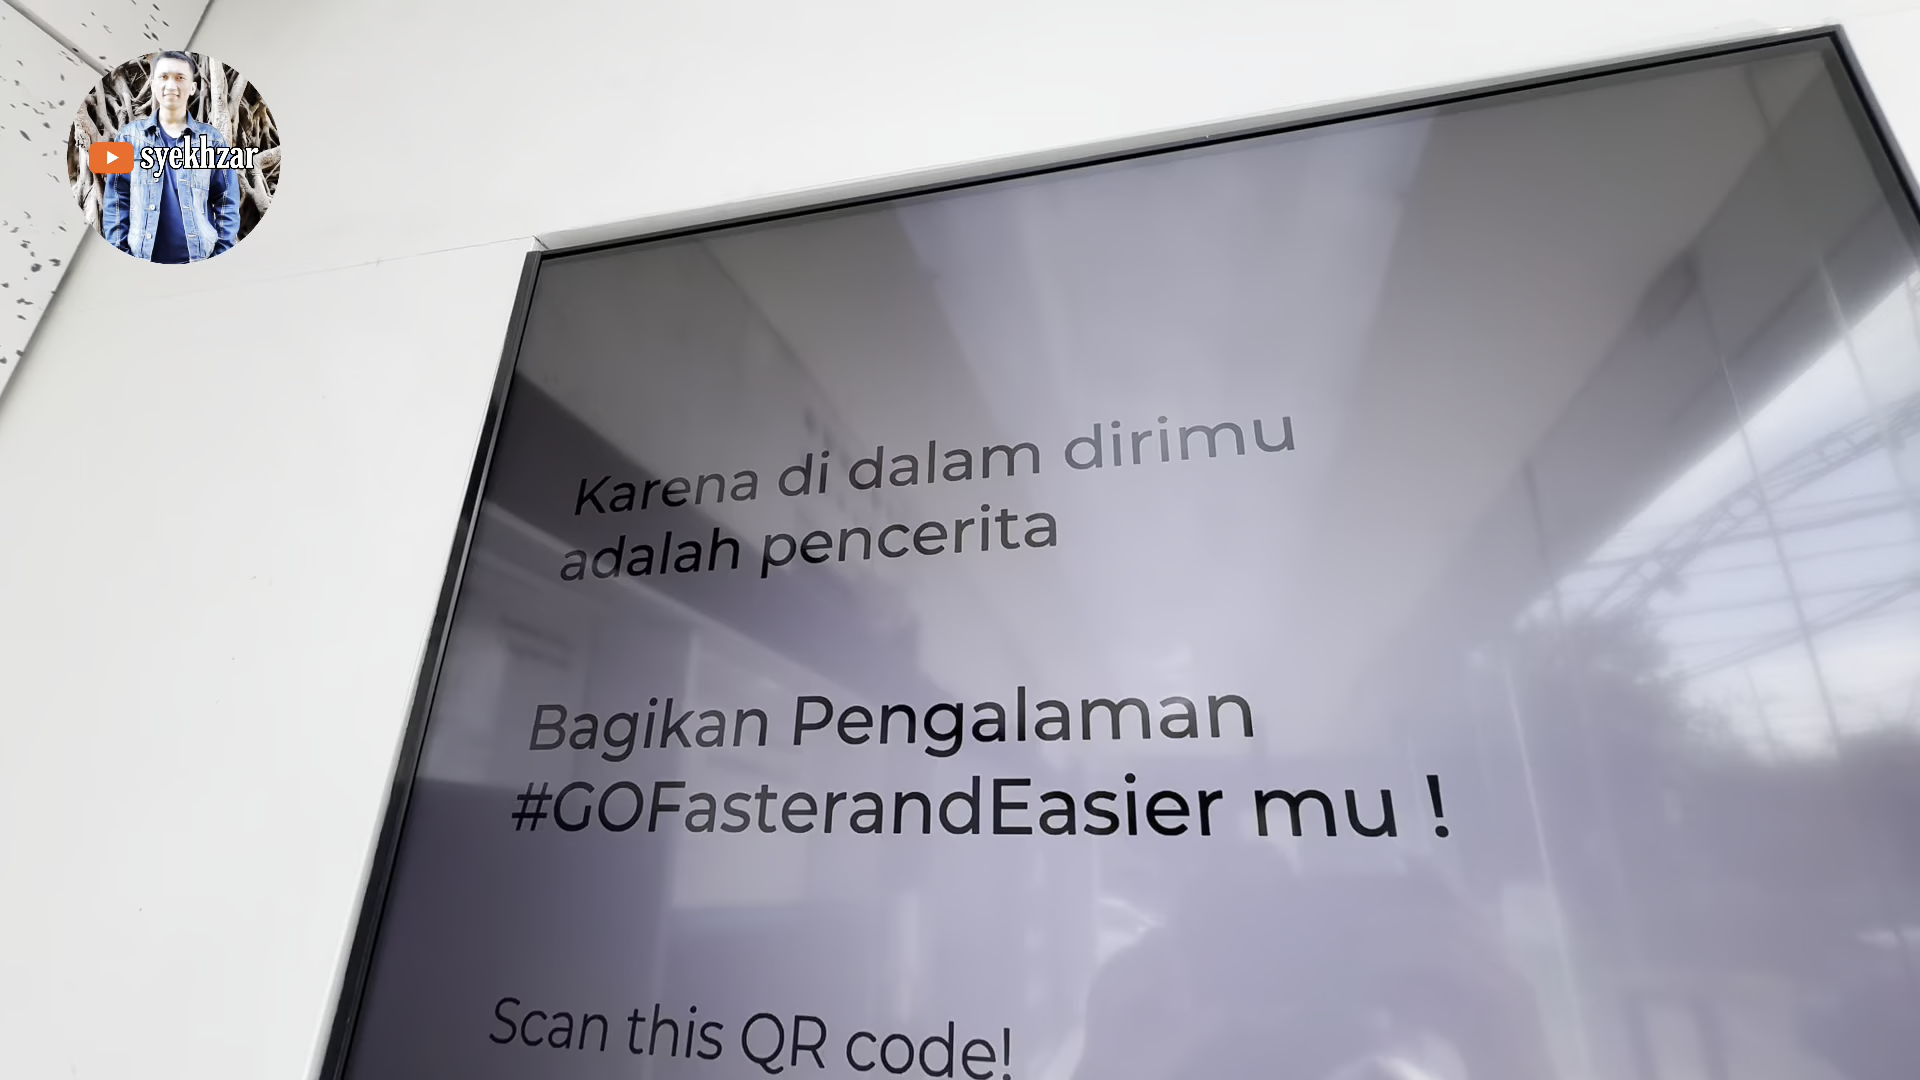 syekhzar
Karena di dalam dirimu
adalah pencerita
Bagikan Pengalaman
#GOFasterandEasier mu !
Scan this QR code!